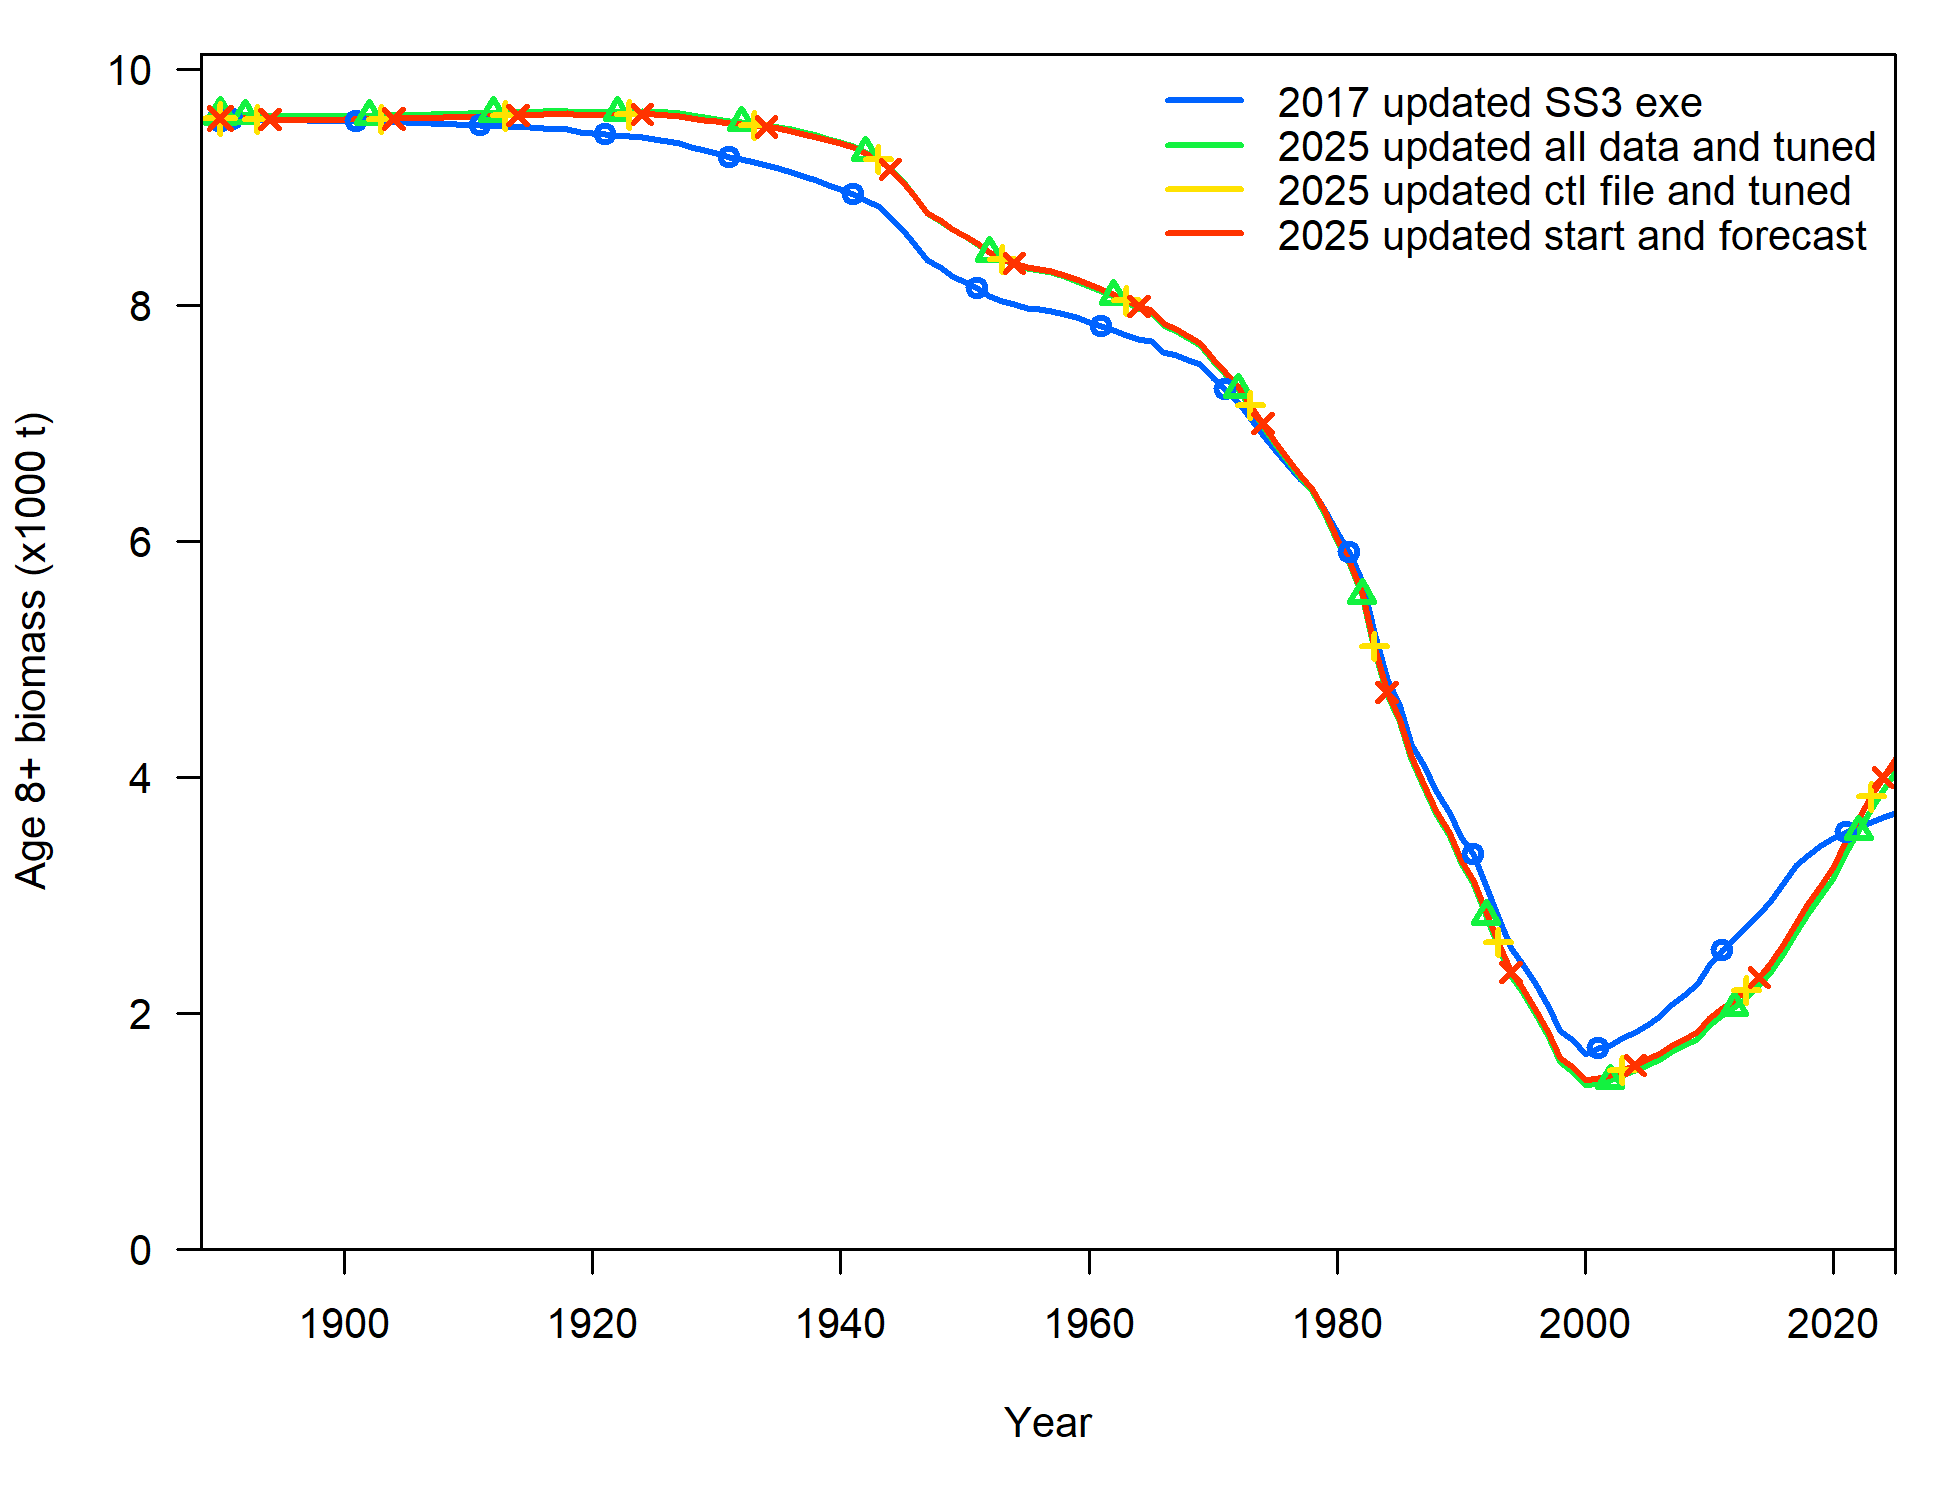 2017 updated SS3 exe
2025 updated all data and tuned
2025 updated ctl file and tuned
2025 updated start and forecast
Age 8+ biomass (x1000 t)
10
8
6
4
2
0
1900 1920 1940 1960 1980 2000 2020
Year